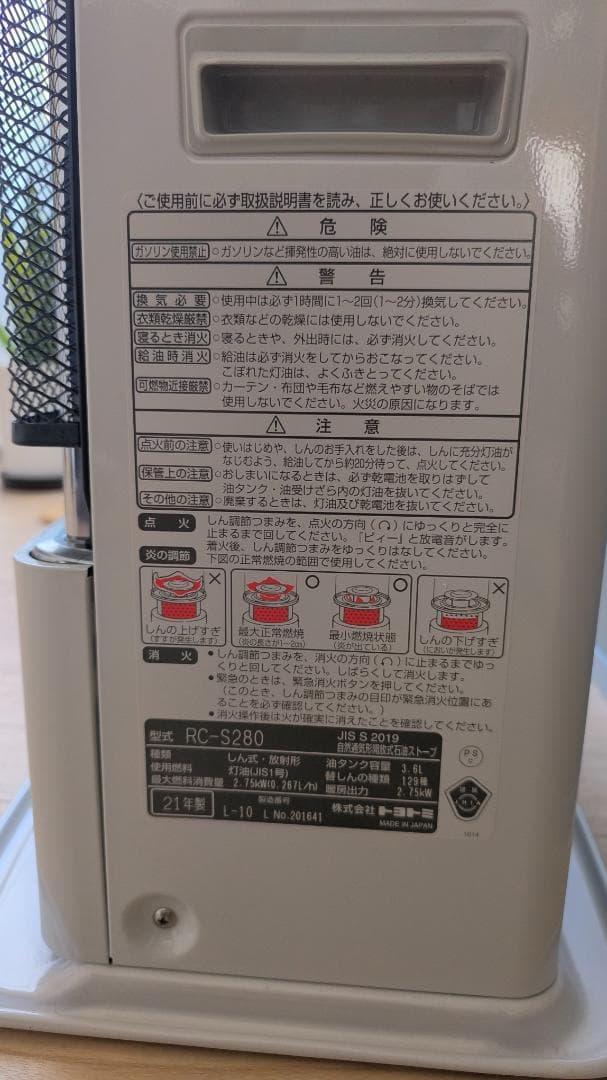 〈ご使用前に必ず取扱説明書を読み、正しくお使いください。〉
⚠ 危険
ガソリン使用禁止 ○ガソリンなど揮発性の高い油は、絶対に使用しないでください。
⚠ 警告
換気必要 ○使用中は必ず1時間に1〜2回(1〜2分)換気してください。
衣類乾燥厳禁 ○衣類などの乾燥には使用しないでください。
寝るとき消火 ○寝るときや、外出時には、必ず消火してください。
給油時消火 ○給油は必ず消火をしてからおこなってください。
こぼれた灯油は、よくふきとってください。
可燃物近接厳禁 ○カーテン・布団や毛布など燃えやすい物のそばでは
使用しないでください。火災の原因になります。
⚠ 注意
点火前の注意 ○使いはじめや、しんのお手入れをした後は、しんに充分灯油が
なじむよう、給油してから約20分待って、点火してください。
保管上の注意 ○おしまいになるときは、必ず乾電池を取りはずして
油タンク・油受けざら内の灯油を抜いてください。
その他の注意 ○廃棄するときは、灯油及び乾電池を抜いてください。
点火 しん調節つまみを、点火の方向()にゆっくりと完全に
止まるまで回してください。「ピィー」と放電音がします。
着火後、しん調節つまみをゆっくりはなしてください。
炎の調節 下図の正常燃焼の範囲で使用してください。
しんの上げすぎ 最大正常燃焼 最小燃焼状態 しんの下げすぎ
(すすが発生します) (炎の長さが1〜2cm) (炎が出ている) (においが発生します)
消火 ●しん調節つまみを、消火の方向()に止まるまでゆっ
くりと回してください。しばらくして消火します。
●緊急のときは、緊急消火ボタンを押してください。
(このとき、しん調節つまみの目印が緊急消火位置にあ
ることを必ず確認してください。)
●消火操作後は火が確実に消えたことを確認してください。
型式 RC-S280 JIS S 2019
自然通気形開放式石油ストーブ
種類 しん式・放射形 油タンク容量 3.6L
使用燃料 灯油(JIS1号) 替しんの種類 129種
最大燃料消費量 2.75kW(0.267L/h) 暖房出力 2.75kW
21年製 製造番号 L-10 L No.201641 株式会社トヨトミ
MADE IN JAPAN
PS
1614